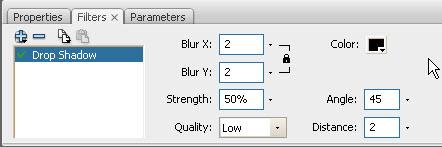 Properties Filters × Parameters
Drop Shadow
Blur X: 2
Color:
Blur Y: 2
Strength: 50%
Angle: 45
Quality: Low
Distance: 2